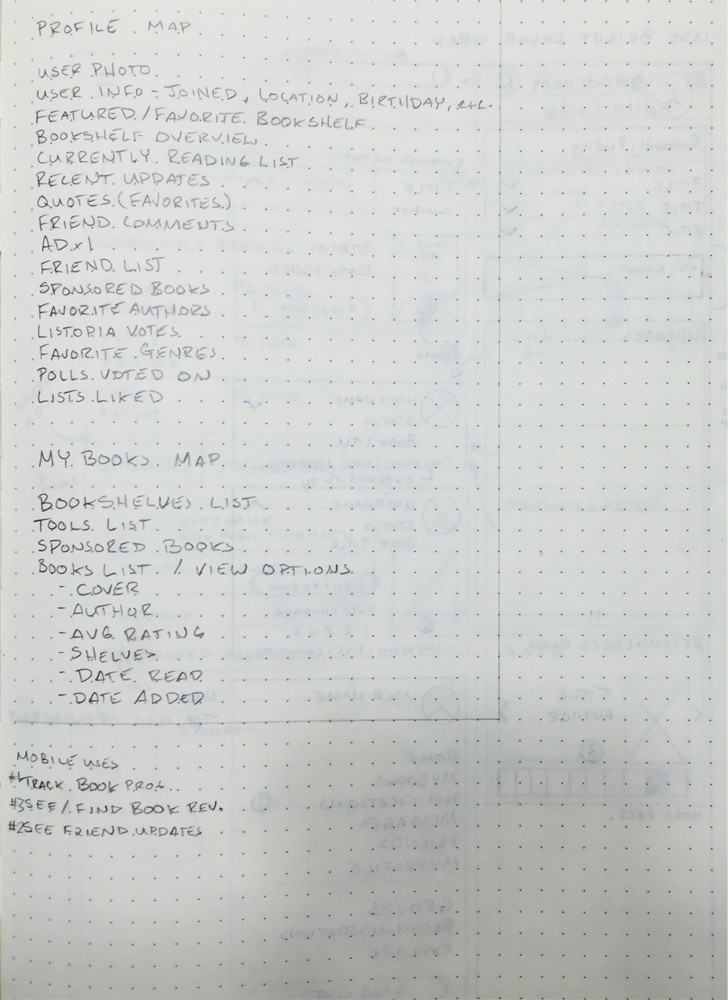 PROFILE MAP
USER PHOTO
USER INFO - JOINED, LOCATION, BIRTHDAY, etc.
FEATURED / FAVORITE BOOKSHELF
BOOKSHELF OVERVIEW
CURRENTLY READING LIST
RECENT UPDATES
QUOTES (FAVORITES)
FRIEND COMMENTS
AD x 1
FRIEND LIST
SPONSORED BOOKS
FAVORITE AUTHORS
LISTOPIA VOTES
FAVORITE GENRES
POLLS VOTED ON
LISTS LIKED
MY BOOKS MAP
BOOKSHELVES LIST
TOOLS LIST
SPONSORED BOOKS
BOOKS LIST / VIEW OPTIONS
- COVER
- AUTHOR
- AVG RATING
- SHELVES
- DATE READ
- DATE ADDED
MOBILE USES
#1 TRACK BOOK PROG.
#3 SEE / FIND BOOK REV.
#2 SEE FRIEND UPDATES